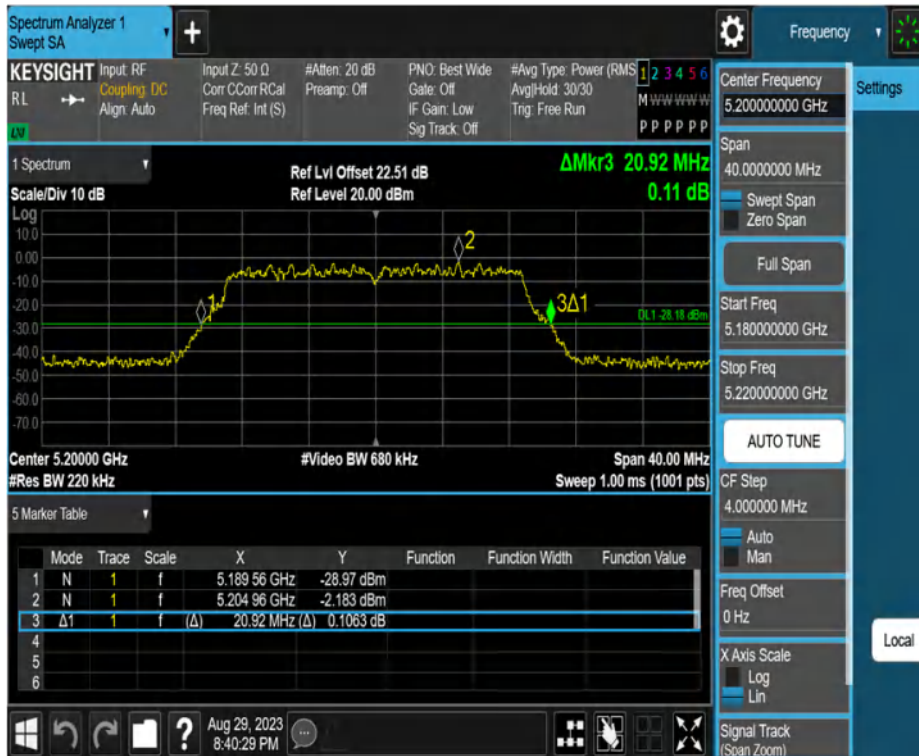 Spectrum Analyzer 1
Swept SA
Frequency
KEYSIGHT
RL
Input: RF
Coupling: DC
Align: Auto
Input Z: 50 Ω
Corr CCorr RCal
Freq Ref: Int (S)
#Atten: 20 dB
Preamp: Off
PNO: Best Wide
Gate: Off
IF Gain: Low
Sig Track: Off
#Avg Type: Power (RMS
Avg|Hold: 30/30
Trig: Free Run
1 2 3 4 5 6
M W W W W W
P P P P P P
1 Spectrum
Scale/Div 10 dB
Ref Lvl Offset 22.51 dB
Ref Level 20.00 dBm
ΔMkr3 20.92 MHz
0.11 dB
Log
10.0
0.00
-10.0
-20.0
-30.0
-40.0
-50.0
-60.0
-70.0
1
2
3Δ1
DL1 -28.18 dBm
Center 5.20000 GHz
#Video BW 680 kHz
Span 40.00 MHz
#Res BW 220 kHz
Sweep 1.00 ms (1001 pts)
5 Marker Table
Mode Trace Scale X Y Function Function Width Function Value
1 N 1 f 5.189 56 GHz -28.97 dBm
2 N 1 f 5.204 96 GHz -2.183 dBm
3 Δ1 1 f (Δ) 20.92 MHz (Δ) 0.1063 dB
4
5
6
Aug 29, 2023
8:40:29 PM
Center Frequency
5.200000000 GHz
Settings
Span
40.0000000 MHz
Swept Span
Zero Span
Full Span
Start Freq
5.180000000 GHz
Stop Freq
5.220000000 GHz
AUTO TUNE
CF Step
4.000000 MHz
Auto
Man
Freq Offset
0 Hz
Local
X Axis Scale
Log
Lin
Signal Track
(Span Zoom)